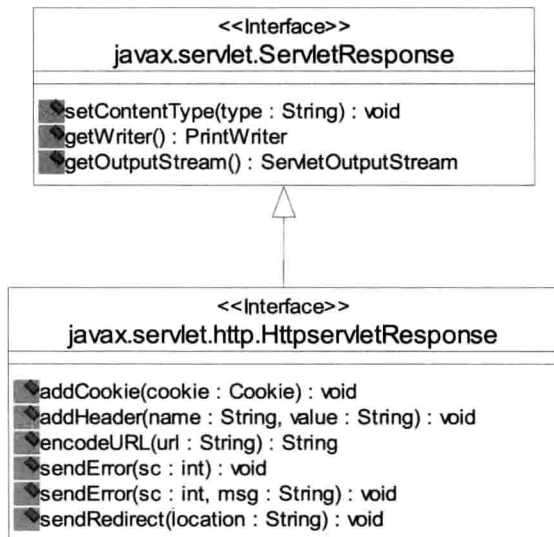 <<Interface>>
javax.servlet.ServletResponse
setContentType(type : String) : void
getWriter() : PrintWriter
getOutputStream() : ServletOutputStream
<<Interface>>
javax.servlet.http.HttpservletResponse
addCookie(cookie : Cookie) : void
addHeader(name : String, value : String) : void
encodeURL(url : String) : String
sendError(sc : int) : void
sendError(sc : int, msg : String) : void
sendRedirect(location : String) : void